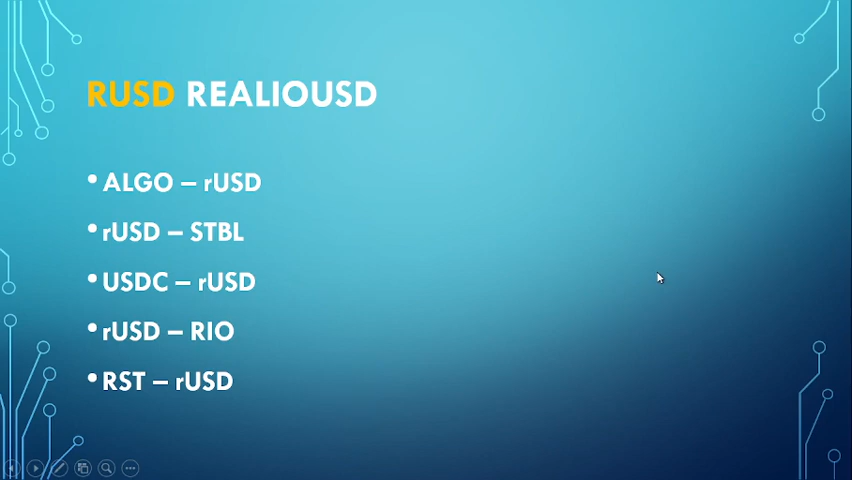 RUSD REALIOUSD
• ALGO – rUSD
• rUSD – STBL
• USDC – rUSD
• rUSD – RIO
• RST – rUSD